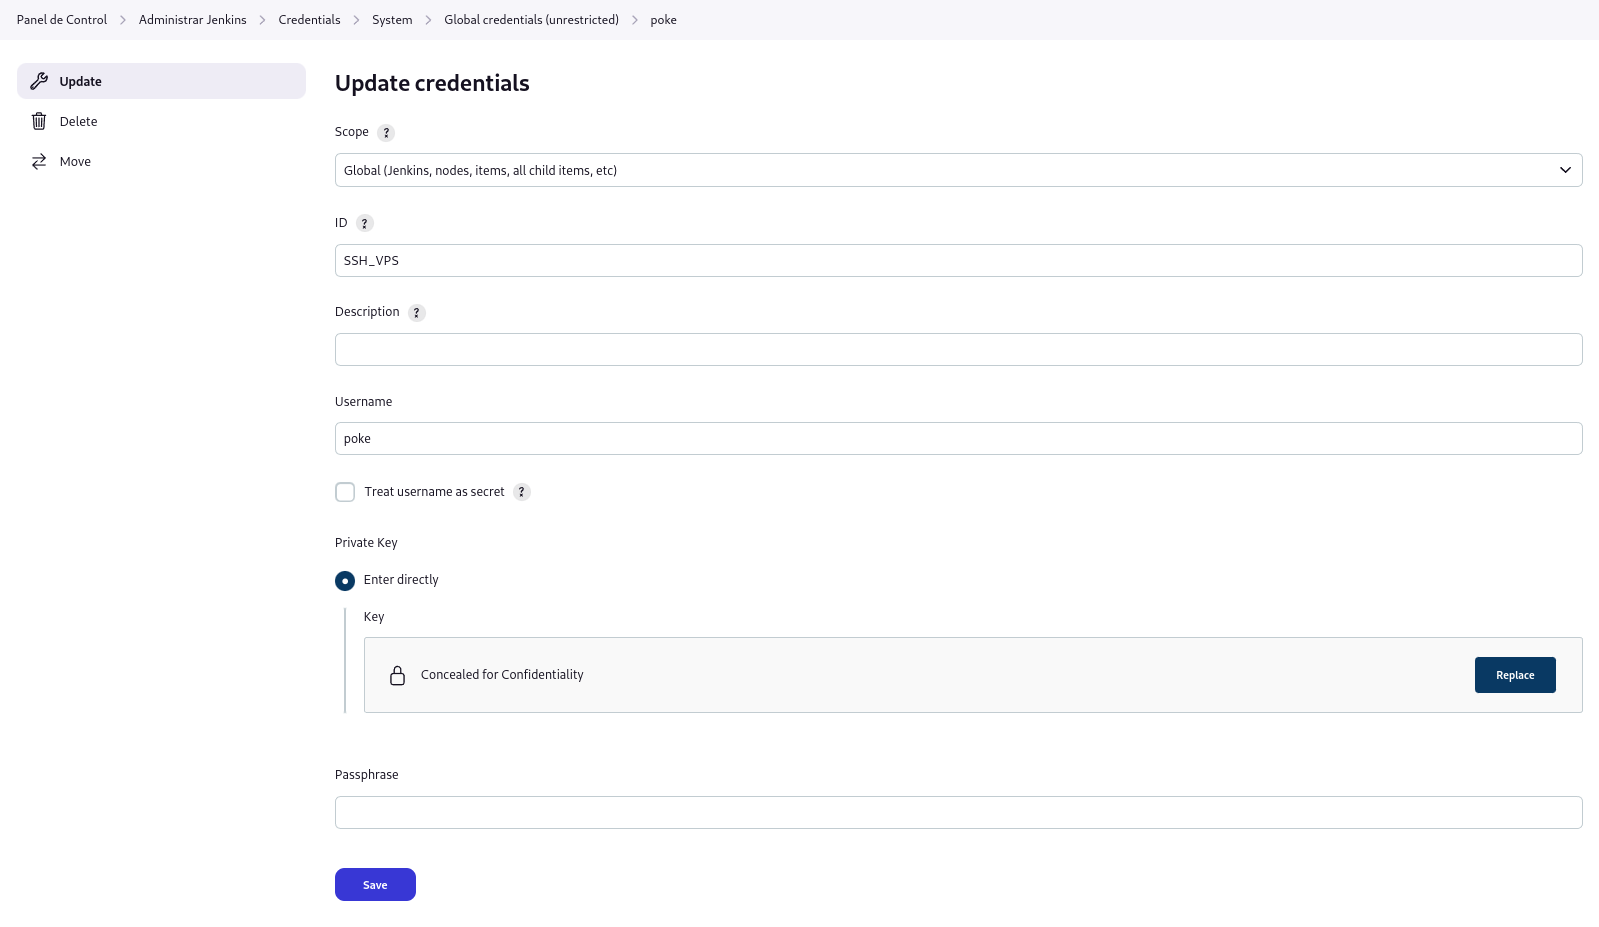 Panel de Control > Administrar Jenkins > Credentials > System > Global credentials (unrestricted) > poke
Update
Delete
Move
Update credentials
Scope ?
Global (Jenkins, nodes, items, all child items, etc)
ID ?
SSH_VPS
Description ?
Username
poke
Treat username as secret ?
Private Key
Enter directly
Key
Concealed for Confidentiality
Replace
Passphrase
Save